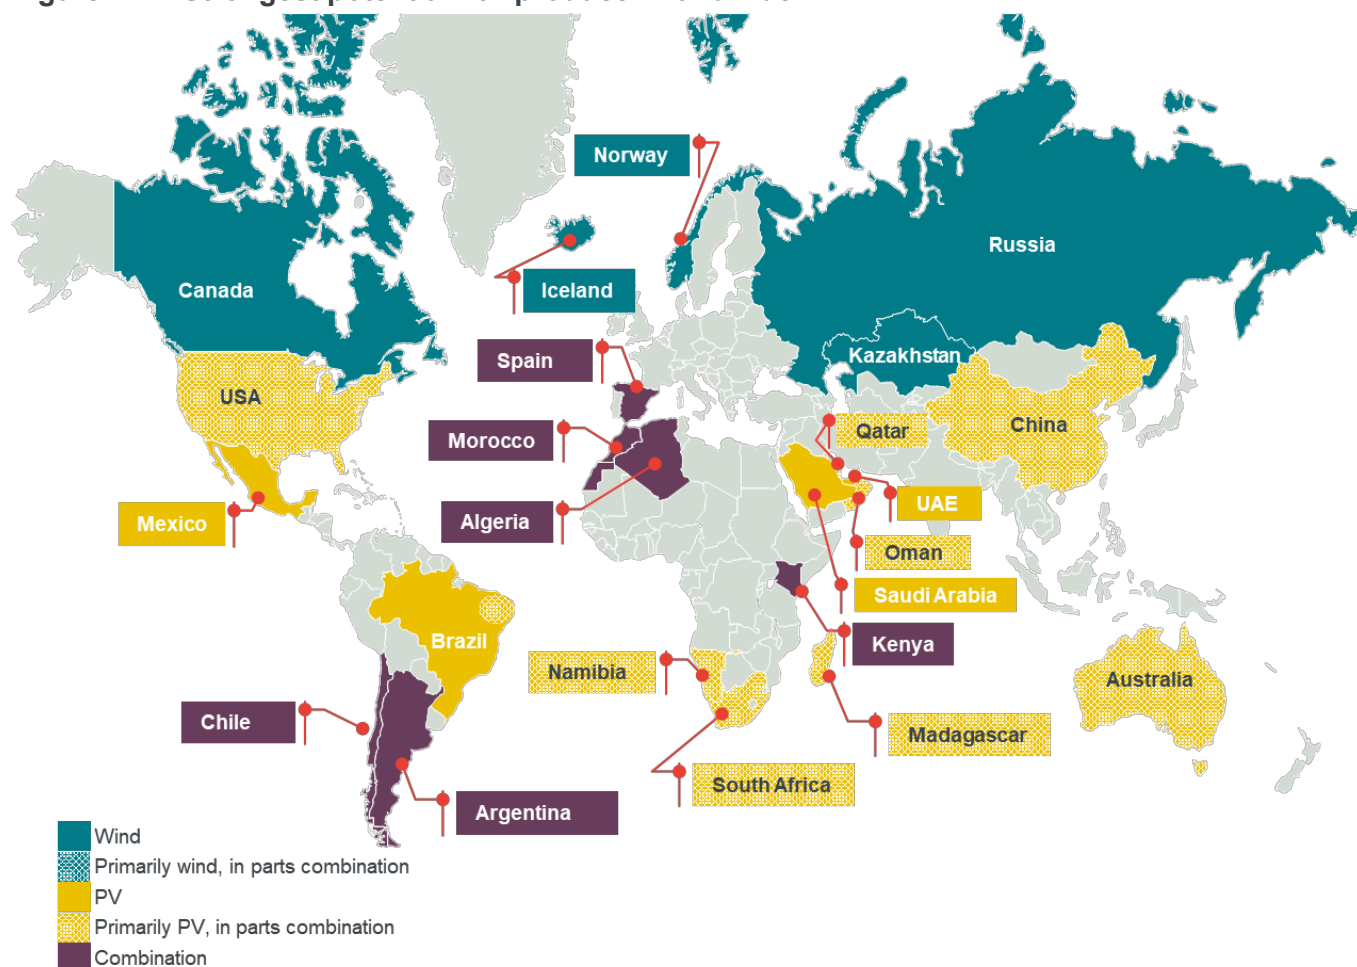 Norway
Russia
Canada
Iceland
Spain
Kazakhstan
USA
Qatar
China
Morocco
UAE
Mexico
Algeria
Oman
Saudi Arabia
Brazil
Kenya
Namibia
Australia
Chile
Madagascar
South Africa
Argentina
Wind
Primarily wind, in parts combination
PV
Primarily PV, in parts combination
Combination